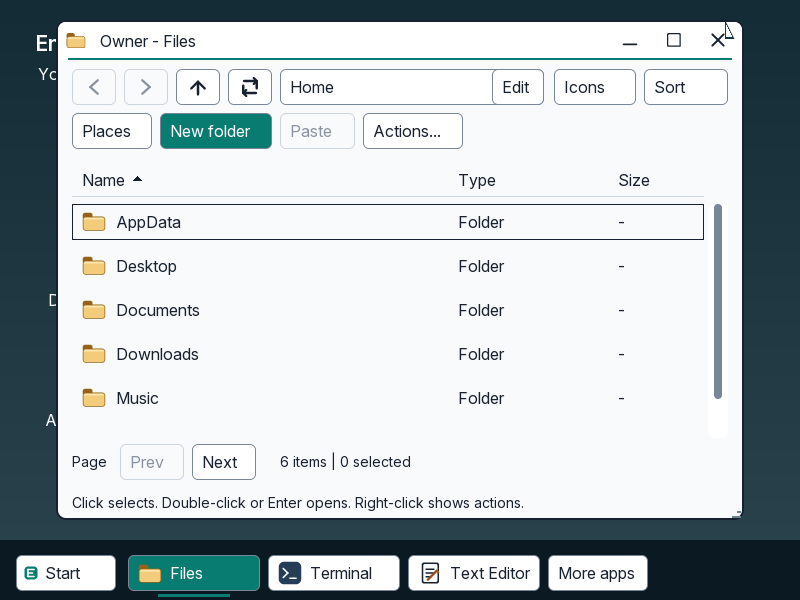 Owner - Files
Home Edit Icons Sort
Places New folder Paste Actions...
Name Type Size
AppData Folder -
Desktop Folder -
Documents Folder -
Downloads Folder -
Music Folder -
Page Prev Next 6 items | 0 selected
Click selects. Double-click or Enter opens. Right-click shows actions.
Start Files Terminal Text Editor More apps